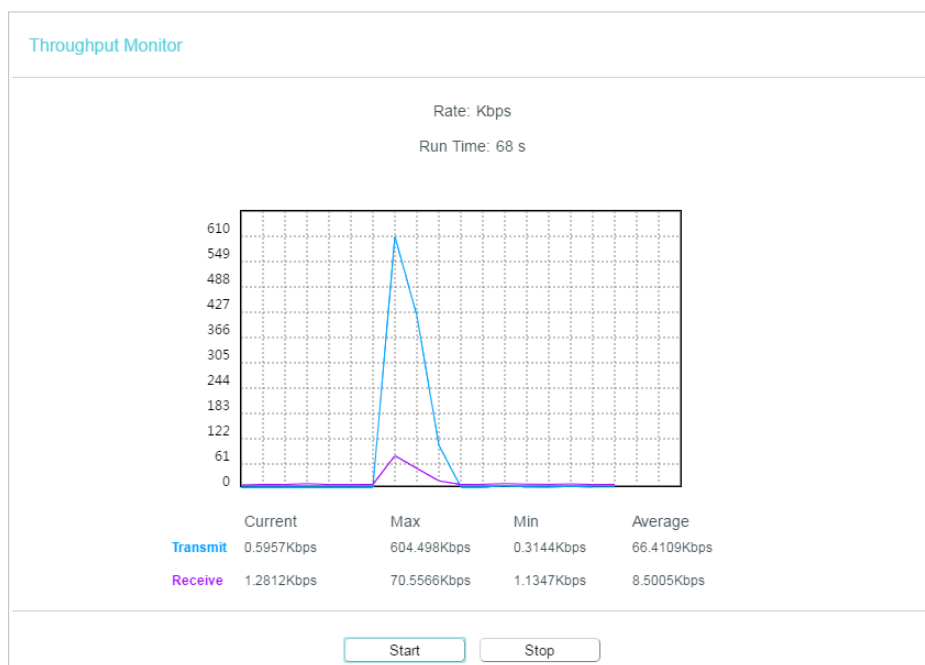 Throughput Monitor
Rate: Kbps
Run Time: 68 s
610
549
488
427
366
305
244
183
122
61
0
Current Max Min Average
Transmit 0.5957Kbps 604.498Kbps 0.3144Kbps 66.4109Kbps
Receive 1.2812Kbps 70.5566Kbps 1.1347Kbps 8.5005Kbps
Start Stop